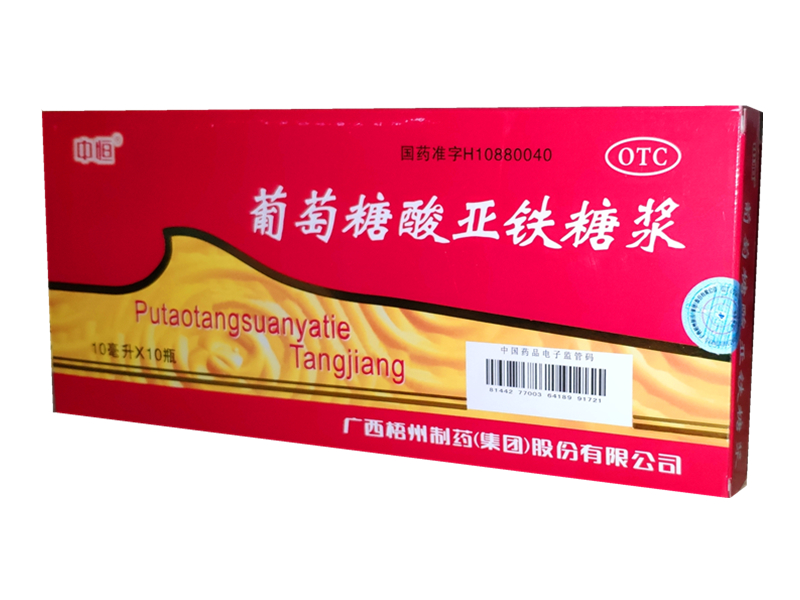 中恒®
国药准字H10880040
OTC
葡萄糖酸亚铁糖浆
Putaotangsuanyatie
Tangjiang
10毫升X10瓶
中国药品电子监管码
81442 77003 64189 91721
广西梧州制药(集团)股份有限公司